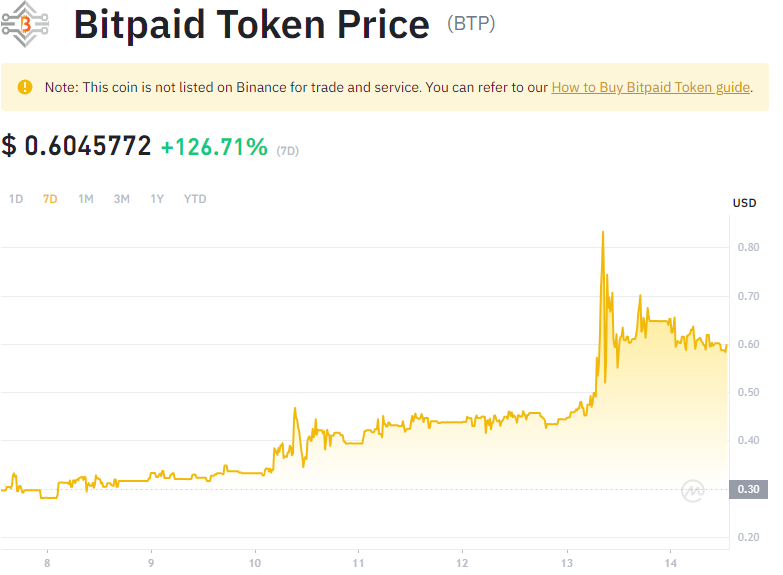 Bitpaid Token Price (BTP)
Note: This coin is not listed on Binance for trade and service. You can refer to our How to Buy Bitpaid Token guide.
$ 0.6045772 +126.71% (7D)
1D 7D 1M 3M 1Y YTD
USD
0.80
0.70
0.60
0.50
0.40
0.30
0.20
8 9 10 11 12 13 14